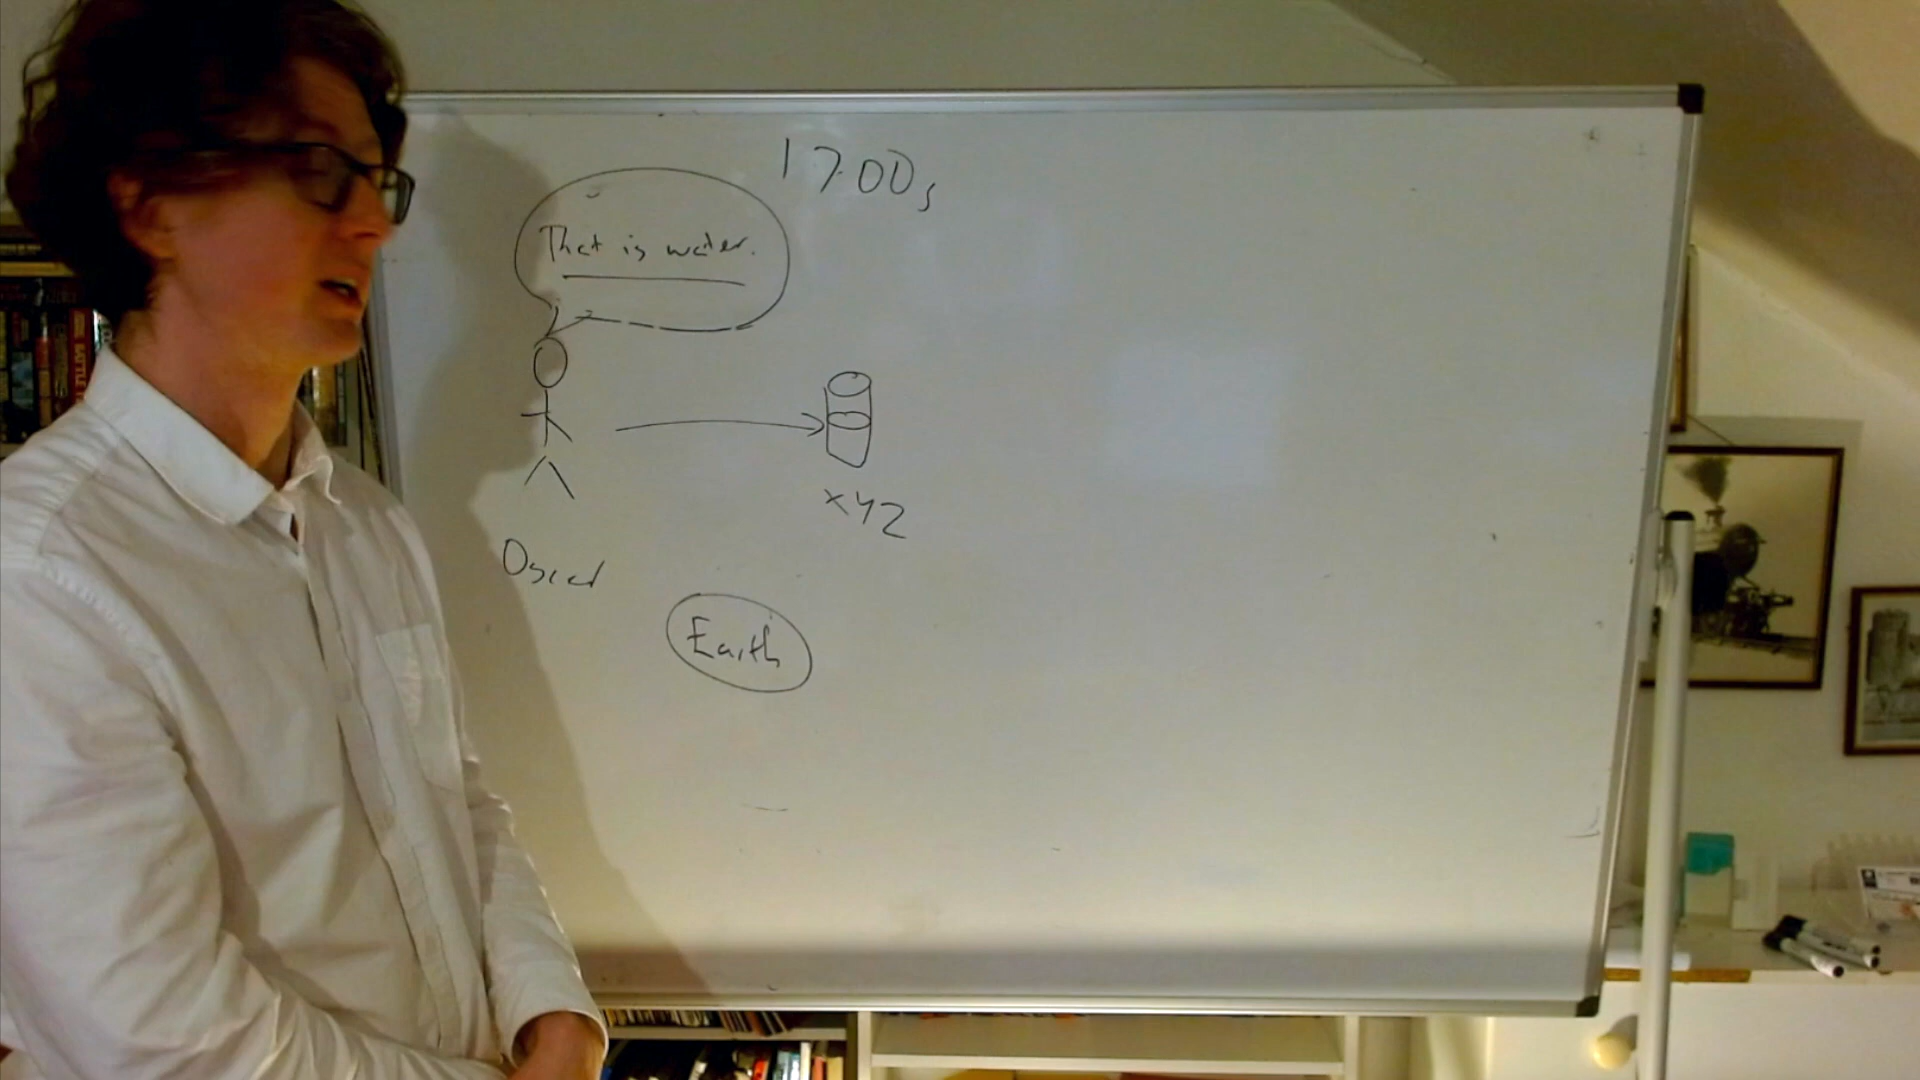 1700s
That is water.
XYZ
Oscar
Earth